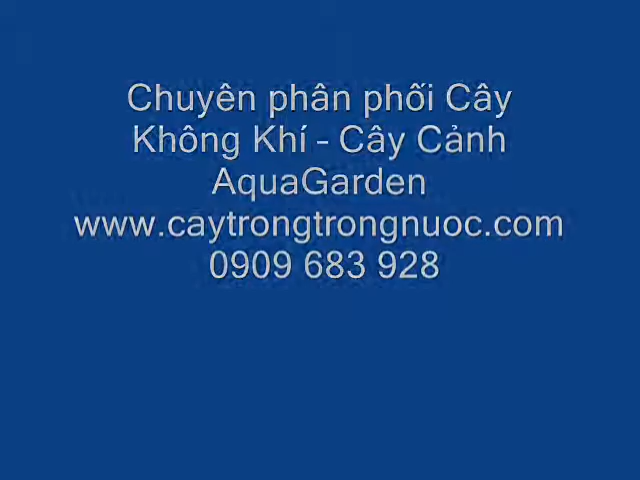 Chuyên phân phối Cây
Không Khí - Cây Cảnh
AquaGarden
www.caytrongtrongnuoc.com
0909 683 928